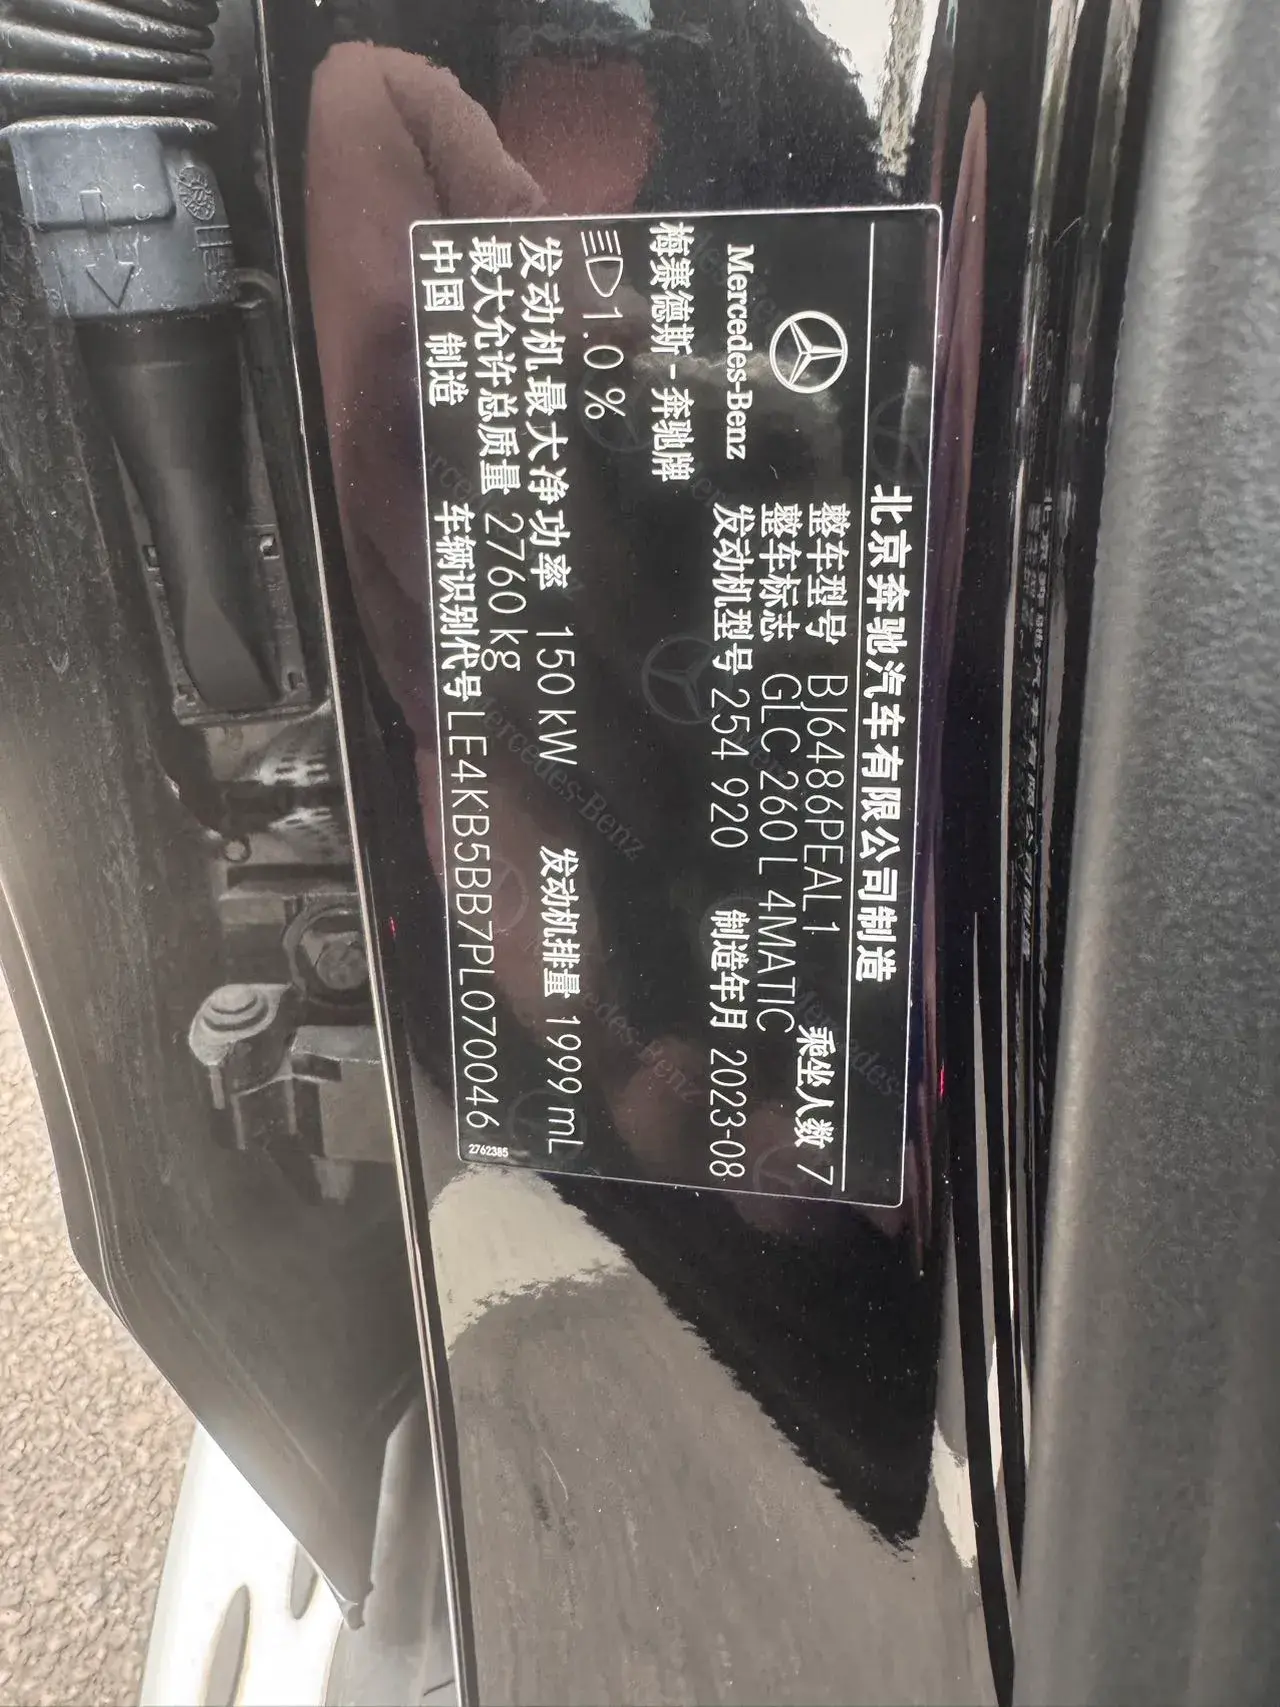 北京奔驰汽车有限公司制造
Mercedes-Benz
整车型号 BJ6486PEAL1 乘坐人数 7
整车标志 GLC 260 L 4MATIC
发动机型号 254 920 制造年月 2023-08
梅赛德斯-奔驰牌
1.0 %
发动机最大净功率 150 kW 发动机排量 1999 mL
最大允许总质量 2760 kg
中国 制造 车辆识别代号 LE4KB5BB7PL070046
2762385